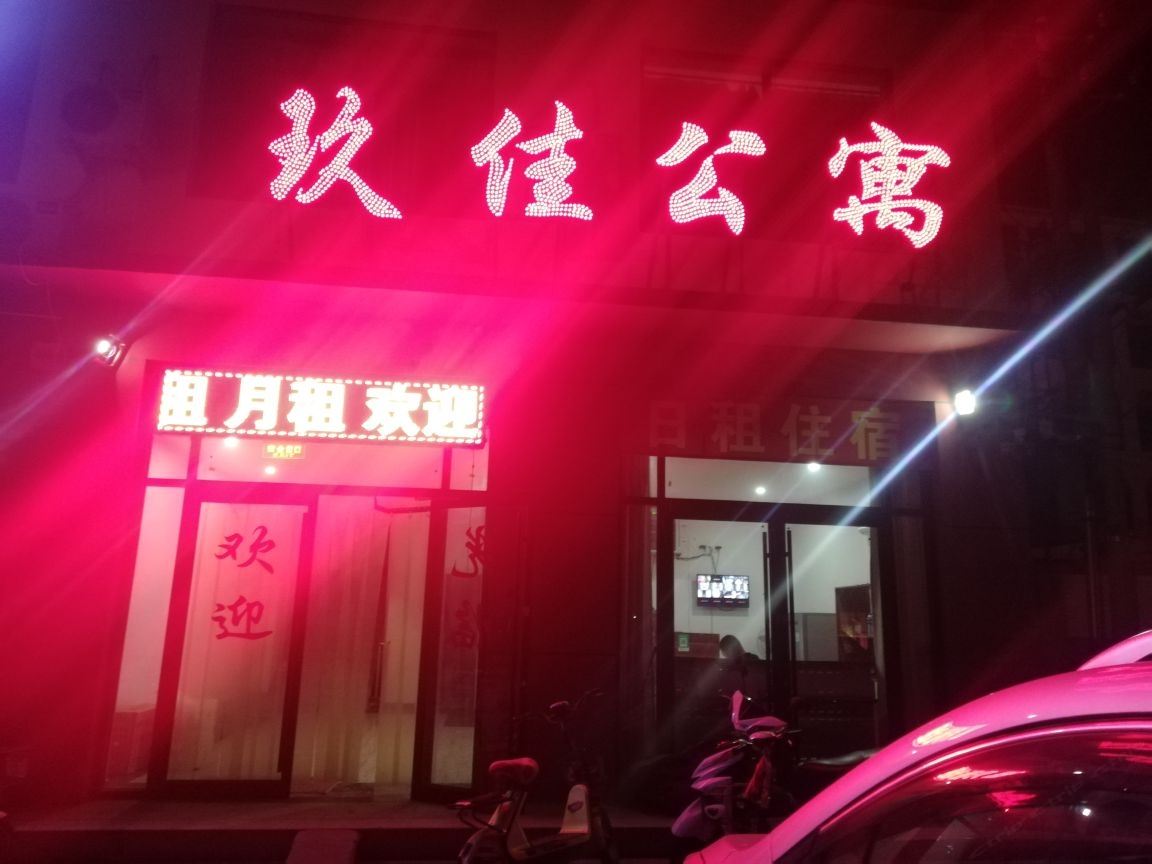 玖佳公寓
租 月租 欢迎
日租住宿
欢迎